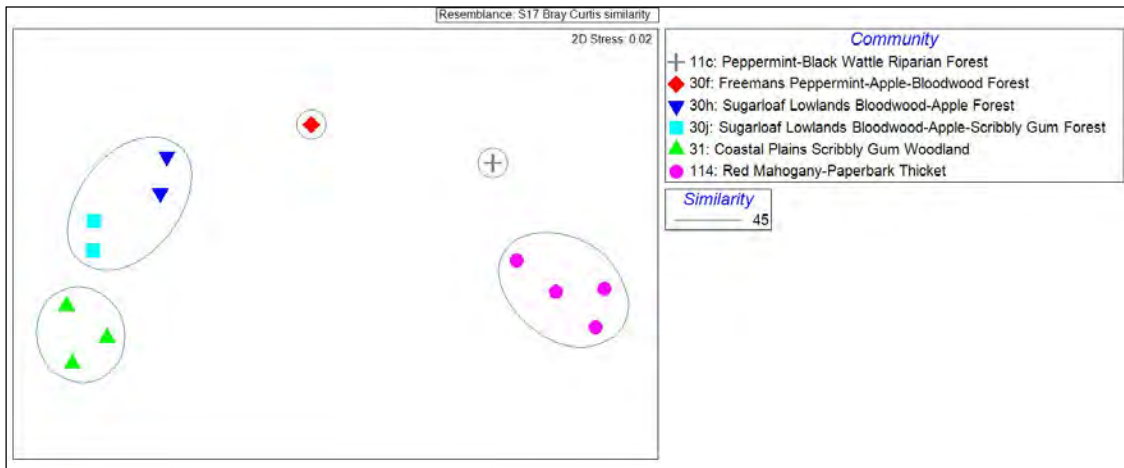 Resemblance: S17 Bray Curtis similarity
2D Stress: 0.02
Community
11c: Peppermint-Black Wattle Riparian Forest
30f: Freemans Peppermint-Apple-Bloodwood Forest
30h: Sugarloaf Lowlands Bloodwood-Apple Forest
30j: Sugarloaf Lowlands Bloodwood-Apple-Scribbly Gum Forest
31: Coastal Plains Scribbly Gum Woodland
114: Red Mahogany-Paperbark Thicket
Similarity
45